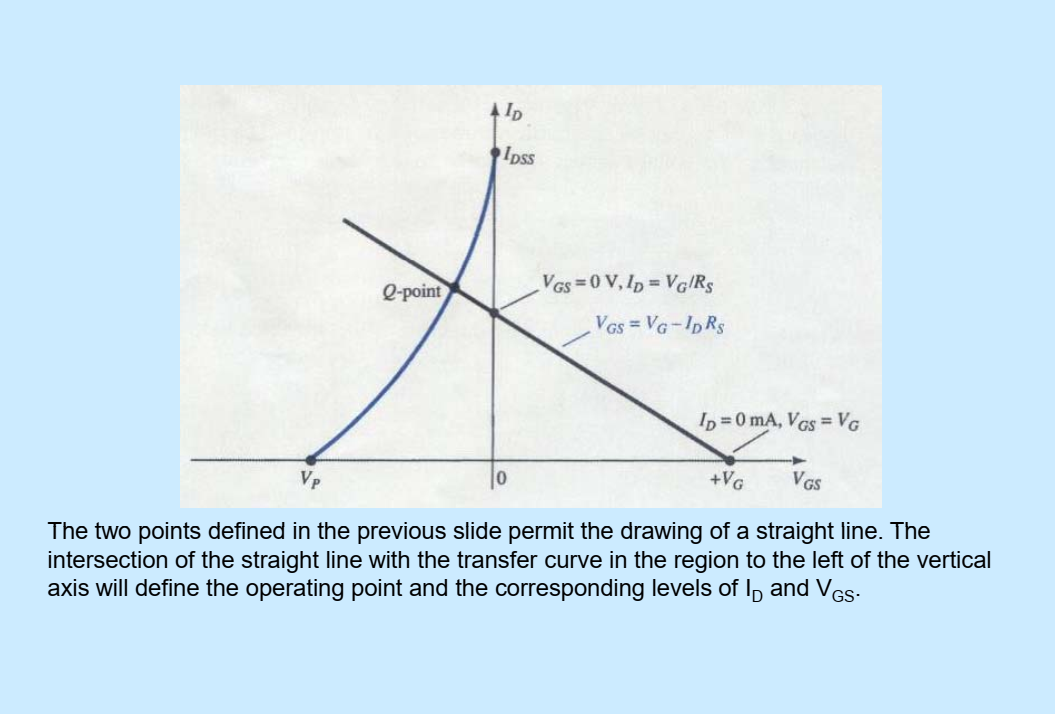 I_D
I_DSS
Q-point
V_GS = 0 V, I_D = V_G/R_S
V_GS = V_G – I_D R_S
I_D = 0 mA, V_GS = V_G
V_P
0
+V_G
V_GS
The two points defined in the previous slide permit the drawing of a straight line. The
intersection of the straight line with the transfer curve in the region to the left of the vertical
axis will define the operating point and the corresponding levels of I_D and V_GS.